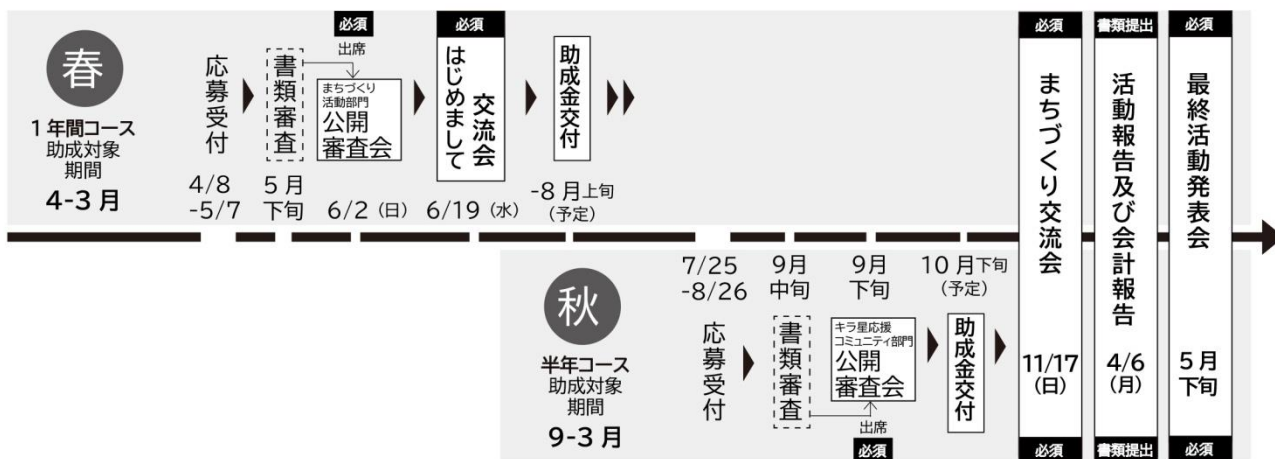 春
1年間コース
助成対象
期間
4-3月
応募受付
4/8
-5/7
書類審査
5月
下旬
必須
出席
まちづくり
活動部門
公開
審査会
6/2（日）
必須
はじめまして
交流会
6/19（水）
助成金交付
-8月上旬
（予定）
秋
半年コース
助成対象
期間
9-3月
7/25
-8/26
応募受付
9月
中旬
書類審査
9月
下旬
キラ星応援
コミュニティ部門
公開
審査会
出席
必須
10月下旬
（予定）
助成金交付
必須
まちづくり交流会
11/17
（日）
必須
書類提出
活動報告及び会計報告
4/6
（月）
書類提出
必須
最終活動発表会
5月
下旬
必須